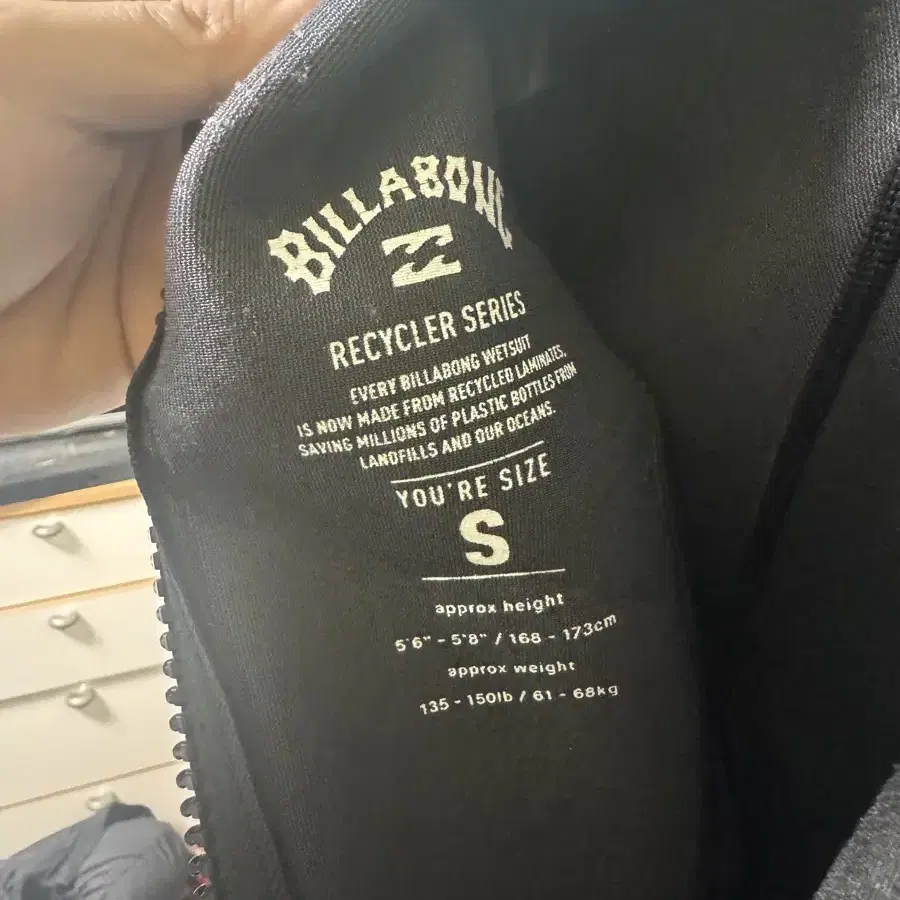 BILLABONG
RECYCLER SERIES
EVERY BILLABONG WETSUIT
IS NOW MADE FROM RECYCLED LAMINATES,
SAVING MILLIONS OF PLASTIC BOTTLES FROM
LANDFILLS AND OUR OCEANS.
YOU'RE SIZE
S
approx height
5'6" - 5'8" / 168 - 173cm
approx weight
135 - 150lb / 61 - 68kg